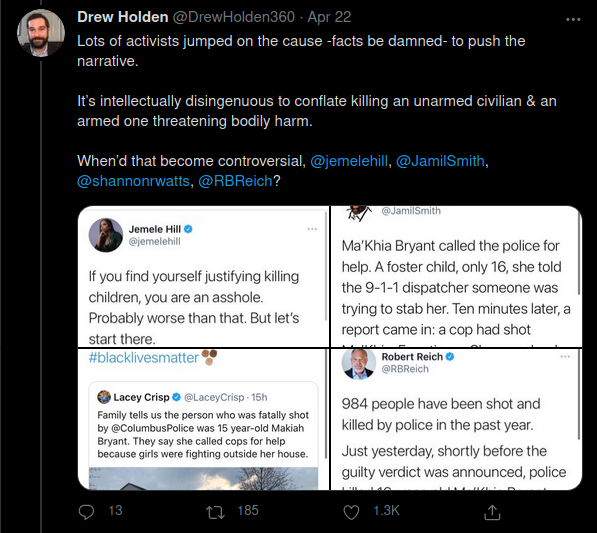 Drew Holden @DrewHolden360 · Apr 22
Lots of activists jumped on the cause -facts be damned- to push the
narrative.
It's intellectually disingenuous to conflate killing an unarmed civilian & an
armed one threatening bodily harm.
When'd that become controversial, @jemelehill, @JamilSmith,
@shannonrwatts, @RBReich?
Jemele Hill
@jemelehill
If you find yourself justifying killing
children, you are an asshole.
Probably worse than that. But let's
start there.
@JamilSmith
Ma'Khia Bryant called the police for
help. A foster child, only 16, she told
the 9-1-1 dispatcher someone was
trying to stab her. Ten minutes later, a
report came in: a cop had shot
#blacklivesmatter
Lacey Crisp @LaceyCrisp · 15h
Family tells us the person who was fatally shot
by @ColumbusPolice was 15 year-old Makiah
Bryant. They say she called cops for help
because girls were fighting outside her house.
Robert Reich
@RBReich
984 people have been shot and
killed by police in the past year.
Just yesterday, shortly before the
guilty verdict was announced, police
13
185
1.3K